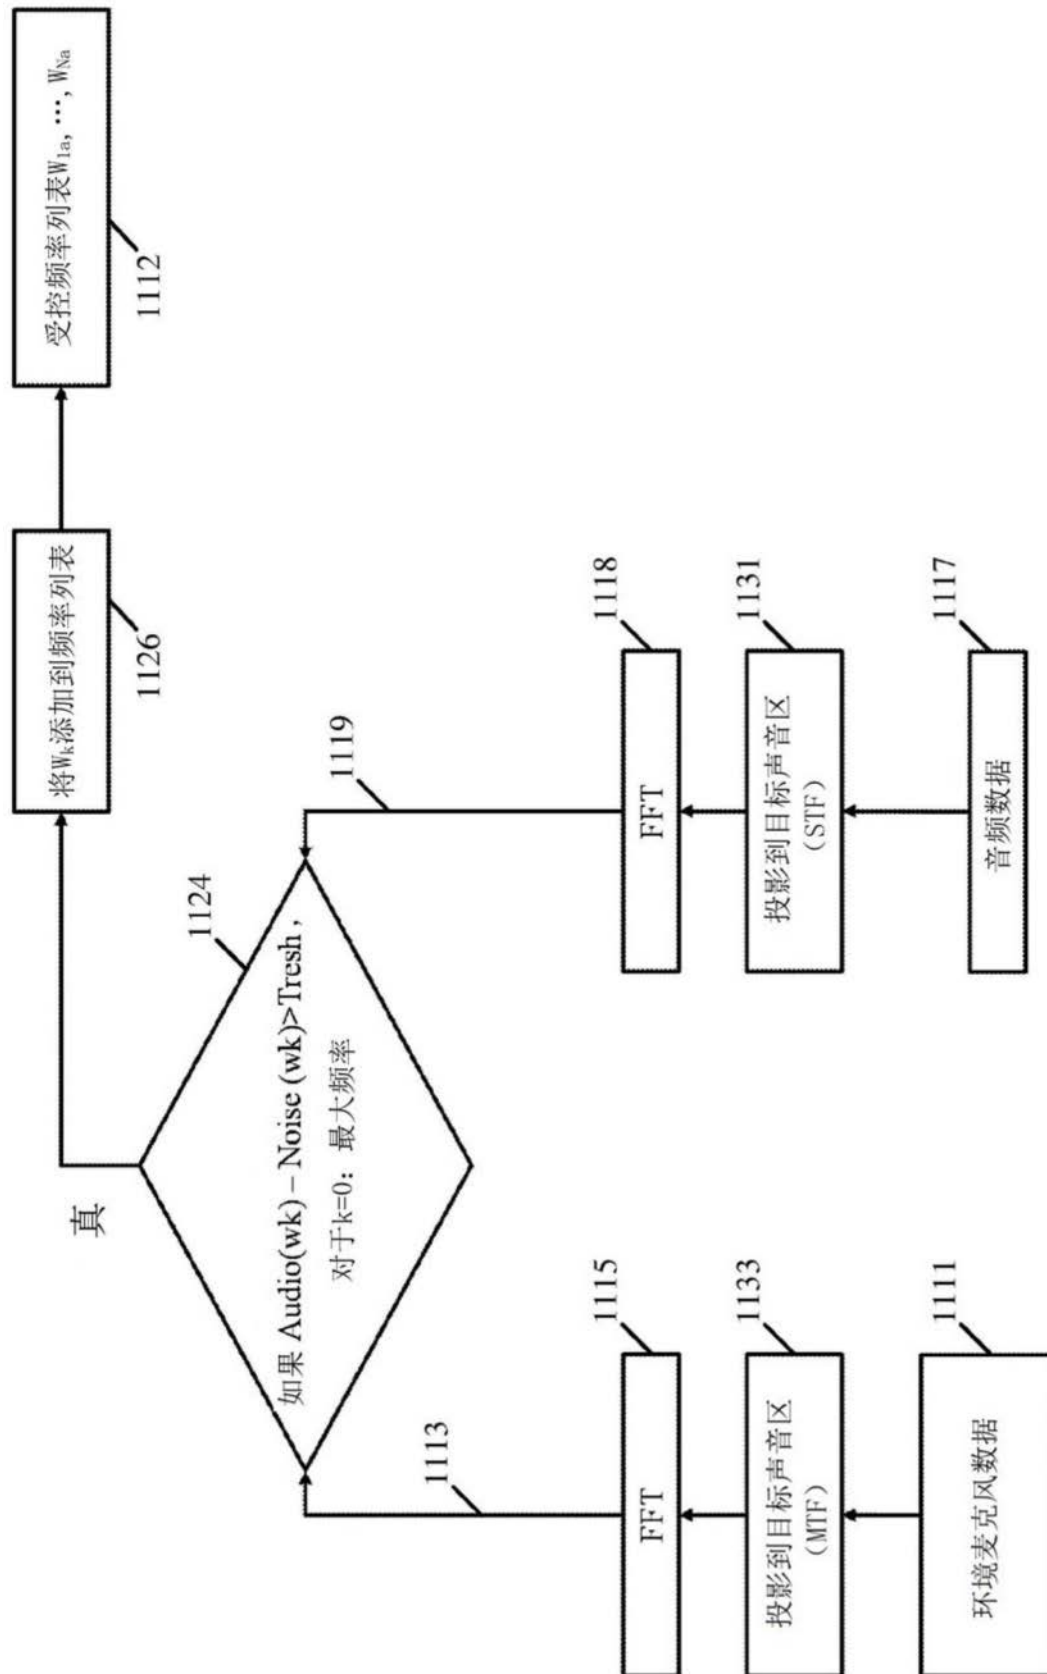 受控频率列表W1a, …, WNa
1112
将Wk添加到频率列表
1126
真
1124
如果 Audio(wk) – Noise (wk)>Tresh，
对于k=0：最大频率
1113
1119
FFT
1115
FFT
1118
投影到目标声音区
（MTF）
1133
投影到目标声音区
（STF）
1131
环境麦克风数据
1111
音频数据
1117